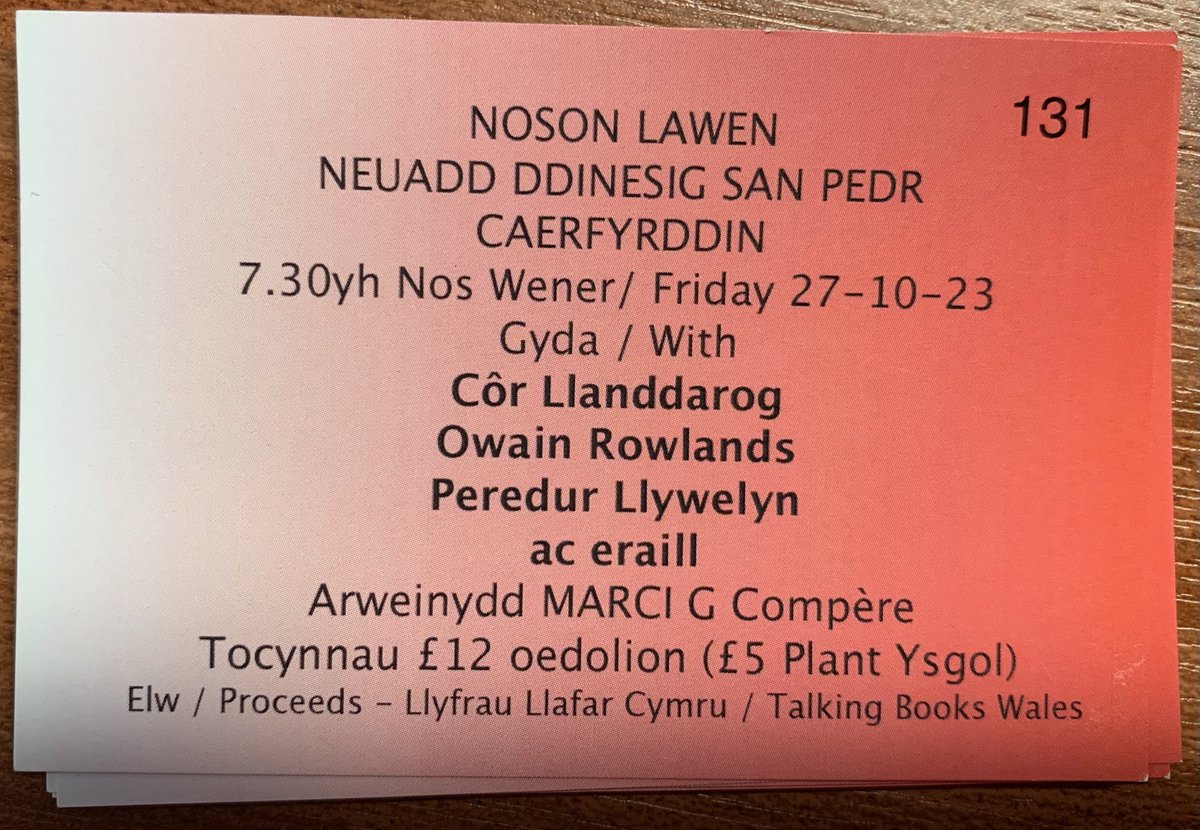 NOSON LAWEN 131
NEUADD DDINESIG SAN PEDR
CAERFYRDDIN
7.30yh Nos Wener/ Friday 27-10-23
Gyda / With
Côr Llanddarog
Owain Rowlands
Peredur Llywelyn
ac eraill
Arweinydd MARCI G Compère
Tocynnau £12 oedolion (£5 Plant Ysgol)
Elw / Proceeds - Llyfrau Llafar Cymru / Talking Books Wales